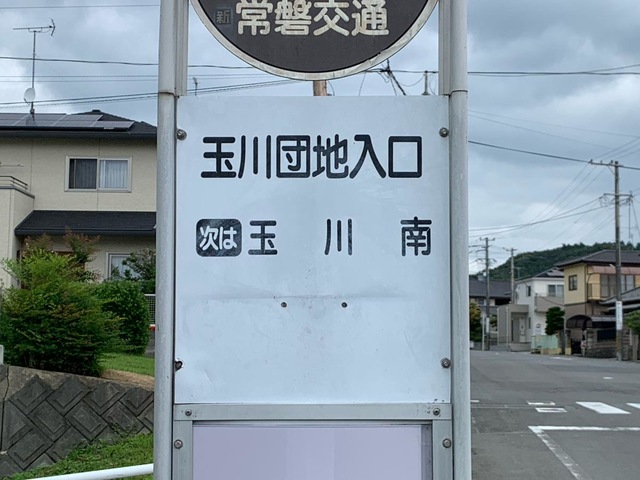 新常磐交通
玉川団地入口
次は 玉川南